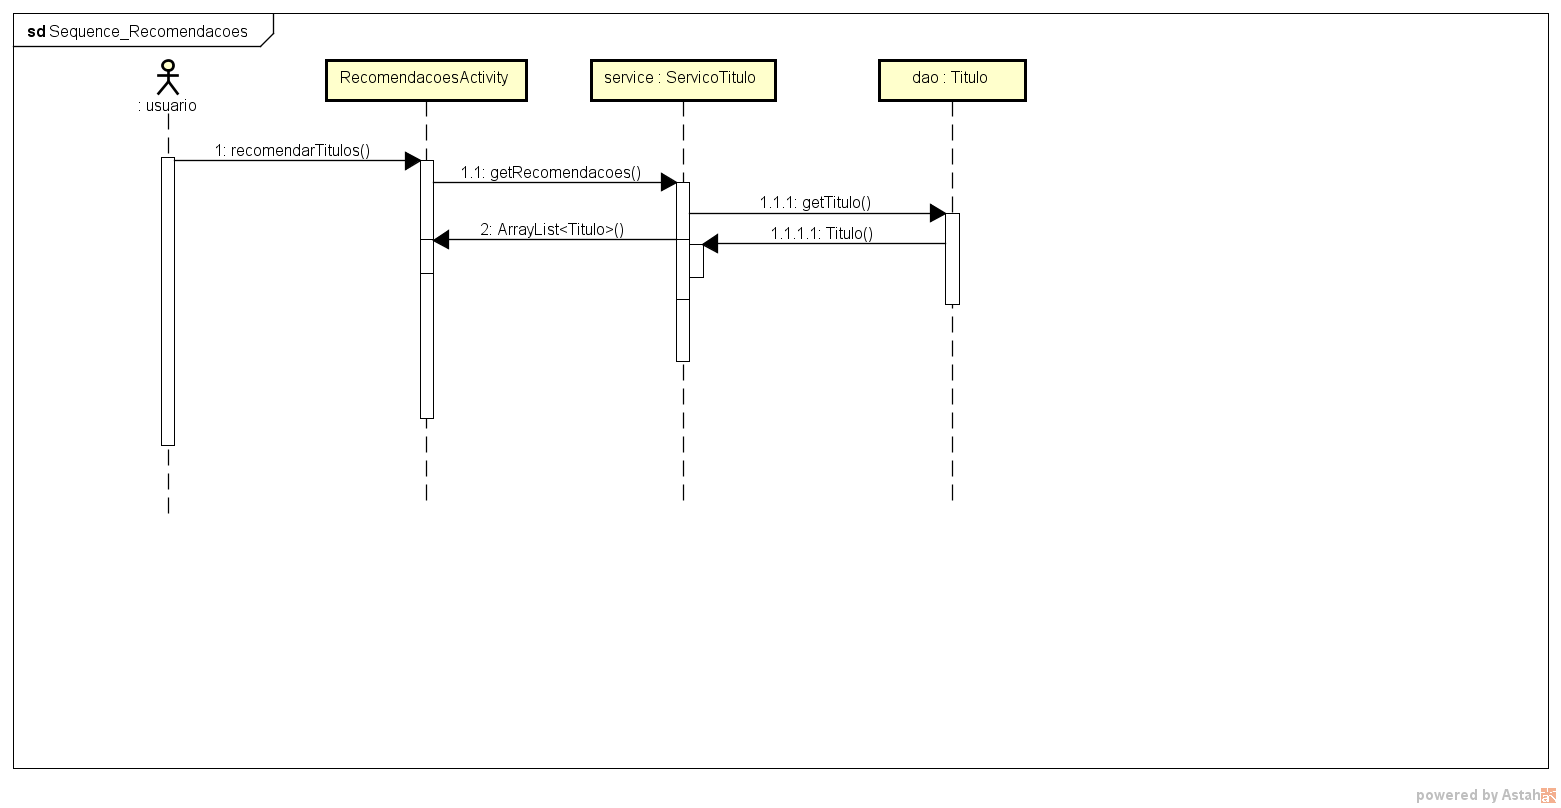 sd Sequence_Recomendacoes
: usuario
RecomendacoesActivity
service : ServicoTitulo
dao : Titulo
1: recomendarTitulos()
1.1: getRecomendacoes()
1.1.1: getTitulo()
2: ArrayList<Titulo>()
1.1.1.1: Titulo()
powered by Astah